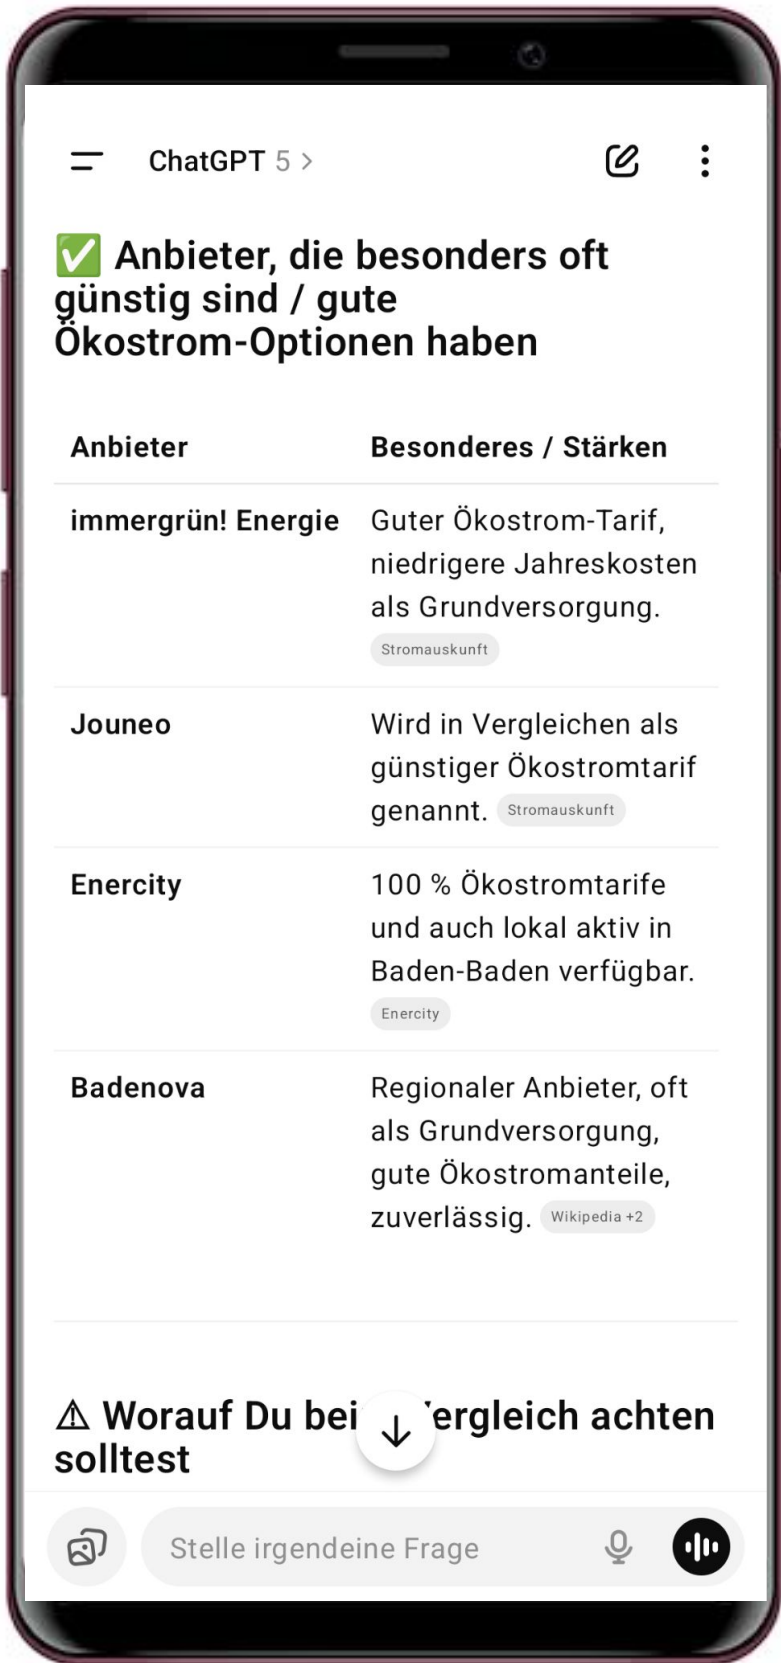 ChatGPT 5 >
✅ Anbieter, die besonders oft
günstig sind / gute
Ökostrom-Optionen haben
Anbieter Besonderes / Stärken
immergrün! Energie Guter Ökostrom-Tarif,
niedrigere Jahreskosten
als Grundversorgung.
Stromauskunft
Jouneo Wird in Vergleichen als
günstiger Ökostromtarif
genannt. Stromauskunft
Enercity 100 % Ökostromtarife
und auch lokal aktiv in
Baden-Baden verfügbar.
Enercity
Badenova Regionaler Anbieter, oft
als Grundversorgung,
gute Ökostromanteile,
zuverlässig. Wikipedia +2
⚠ Worauf Du bei ergleich achten
solltest
Stelle irgendeine Frage